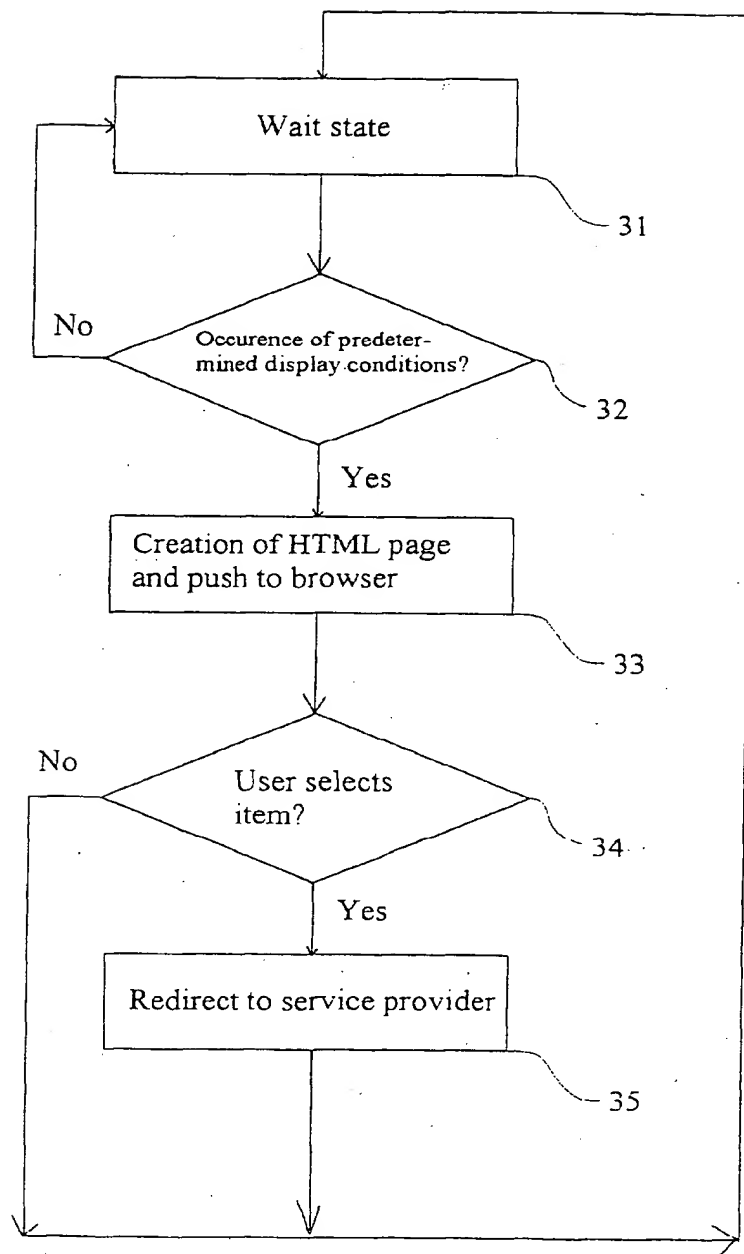 Wait state
31
No
Occurence of predeter-
mined display conditions?
32
Yes
Creation of HTML page
and push to browser
33
No
User selects
item?
34
Yes
Redirect to service provider
35